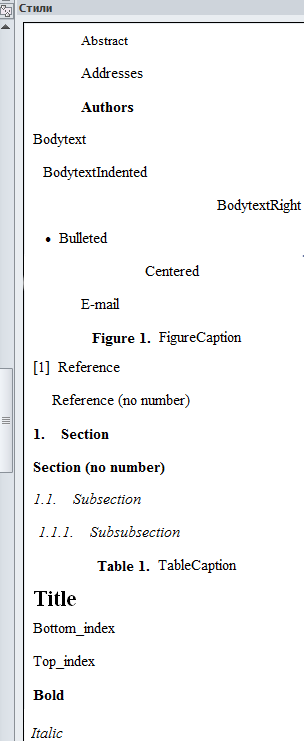 Стили
Abstract
Addresses
Authors
Bodytext
BodytextIndented
BodytextRight
• Bulleted
Centered
E-mail
Figure 1. FigureCaption
[1] Reference
Reference (no number)
1. Section
Section (no number)
1.1. Subsection
1.1.1. Subsubsection
Table 1. TableCaption
Title
Bottom_index
Top_index
Bold
Italic